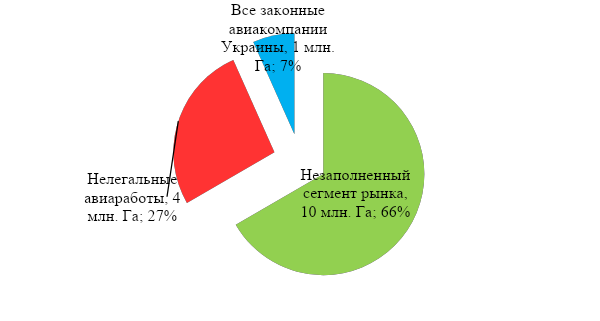 Все законные
авиакомпании
Украины; 1 млн.
Га; 7%
Незаполненный
сегмент рынка,
10 млн. Га; 66%
Нелегальные
авиаработы; 4
млн. Га; 27%